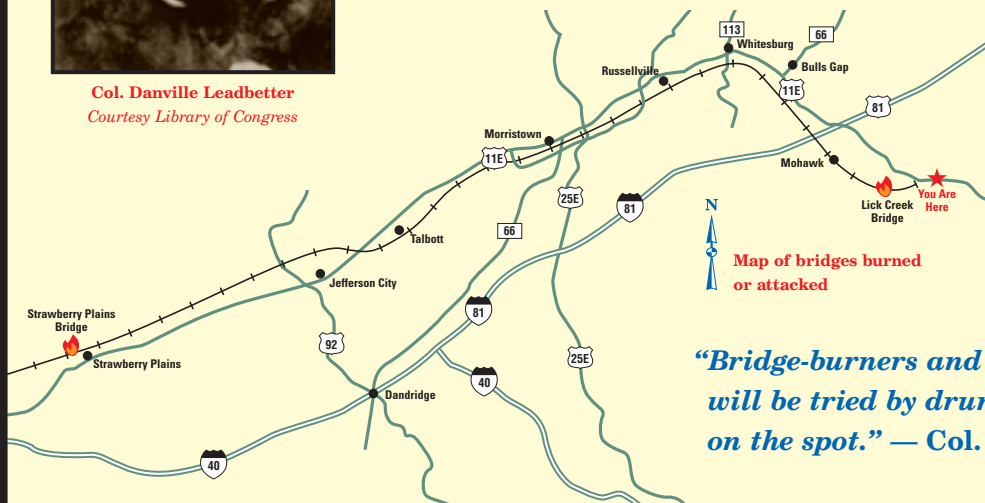 Col. Danville Leadbetter
Courtesy Library of Congress
113
Whitesburg
66
Russellville
Bulls Gap
11E
81
Morristown
11E
Mohawk
25E
81
Lick Creek
Bridge
You Are
Here
N
66
Talbott
Map of bridges burned
or attacked
Jefferson City
81
Strawberry Plains
Bridge
92
Strawberry Plains
25E
40
Dandridge
40
“Bridge-burners and
will be tried by drum
on the spot.” — Col.